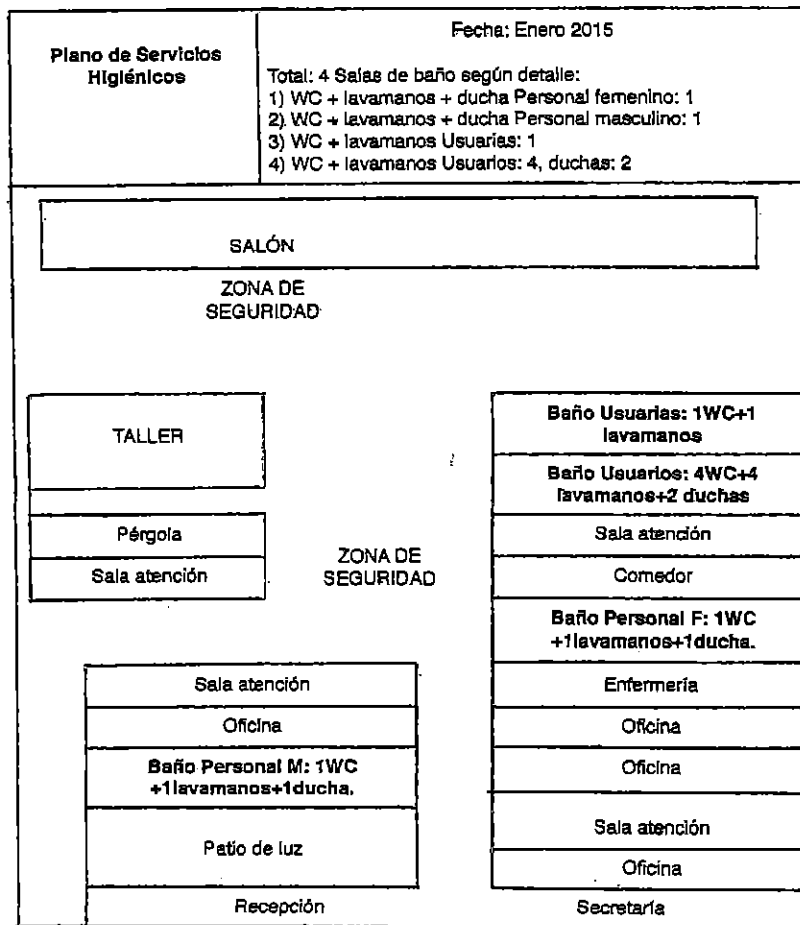 Plano de Servicios
Higiénicos
Fecha: Enero 2015
Total: 4 Salas de baño según detalle:
1) WC + lavamanos + ducha Personal femenino: 1
2) WC + lavamanos + ducha Personal masculino: 1
3) WC + lavamanos Usuarias: 1
4) WC + lavamanos Usuarios: 4, duchas: 2
SALÓN
ZONA DE
SEGURIDAD
TALLER
Pérgola
Sala atención
ZONA DE
SEGURIDAD
Baño Usuarias: 1WC+1
lavamanos
Baño Usuarios: 4WC+4
lavamanos+2 duchas
Sala atención
Comedor
Baño Personal F: 1WC
+1lavamanos+1ducha.
Enfermería
Oficina
Oficina
Sala atención
Oficina
Secretaría
Sala atención
Oficina
Baño Personal M: 1WC
+1lavamanos+1ducha.
Patio de luz
Recepción